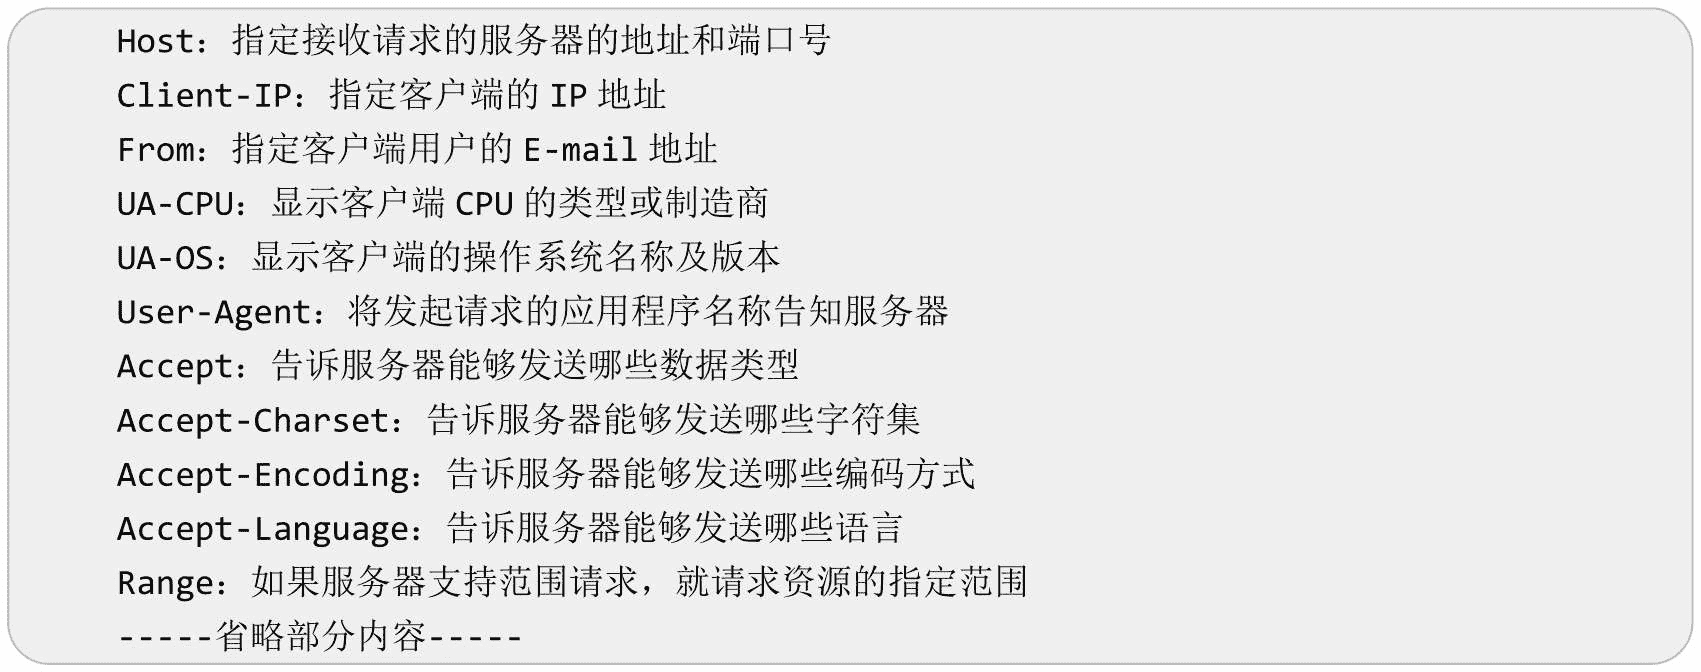 Host：指定接收请求的服务器的地址和端口号
Client-IP：指定客户端的 IP 地址
From：指定客户端用户的 E-mail 地址
UA-CPU：显示客户端 CPU 的类型或制造商
UA-OS：显示客户端的操作系统名称及版本
User-Agent：将发起请求的应用程序名称告知服务器
Accept：告诉服务器能够发送哪些数据类型
Accept-Charset：告诉服务器能够发送哪些字符集
Accept-Encoding：告诉服务器能够发送哪些编码方式
Accept-Language：告诉服务器能够发送哪些语言
Range：如果服务器支持范围请求，就请求资源的指定范围
-----省略部分内容-----